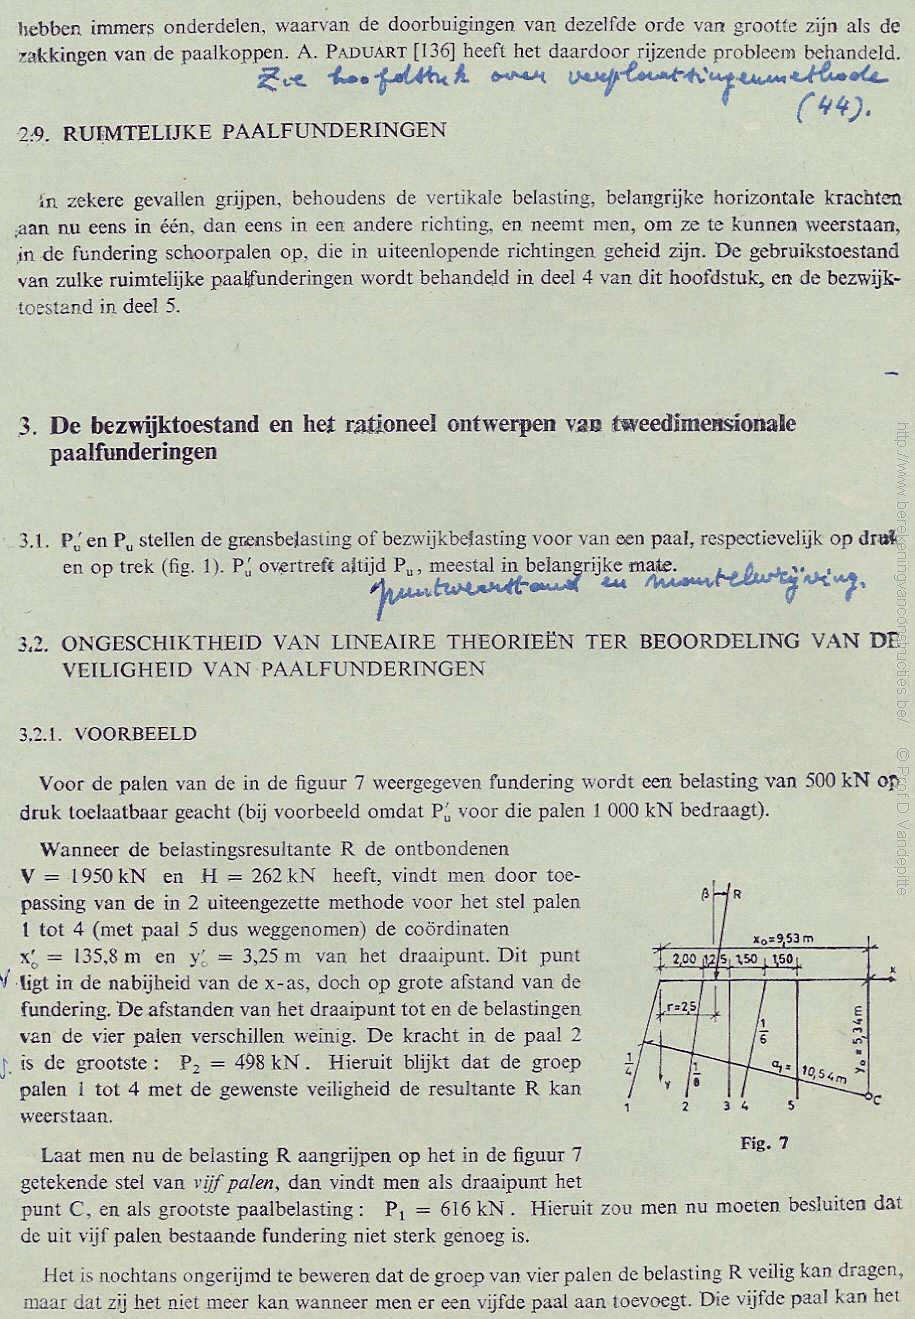 hebben immers onderdelen, waarvan de doorbuigingen van dezelfde orde van grootte zijn als de
zakkingen van de paalkoppen. A. PADUART [136] heeft het daardoor rijzende probleem behandeld.
Zie hoofdstuk over verplaatsingenmethode
(44).
2.9. RUIMTELIJKE PAALFUNDERINGEN
In zekere gevallen grijpen, behoudens de vertikale belasting, belangrijke horizontale krachten
aan nu eens in één, dan eens in een andere richting, en neemt men, om ze te kunnen weerstaan,
in de fundering schoorpalen op, die in uiteenlopende richtingen geheid zijn. De gebruikstoestand
van zulke ruimtelijke paalfunderingen wordt behandeld in deel 4 van dit hoofdstuk, en de bezwijk-
toestand in deel 5.
3. De bezwijktoestand en het rationeel ontwerpen van tweedimensionale
paalfunderingen
3.1. P′u en Pu stellen de grensbelasting of bezwijkbelasting voor van een paal, respectievelijk op druk
en op trek (fig. 1). P′u overtreft altijd Pu, meestal in belangrijke mate.
puntweerstand en mantelwrijving.
3.2. ONGESCHIKTHEID VAN LINEAIRE THEORIEËN TER BEOORDELING VAN DE
VEILIGHEID VAN PAALFUNDERINGEN
3.2.1. VOORBEELD
Voor de palen van de in de figuur 7 weergegeven fundering wordt een belasting van 500 kN op
druk toelaatbaar geacht (bij voorbeeld omdat P′u voor die palen 1 000 kN bedraagt).
Wanneer de belastingsresultante R de ontbondenen
V = 1950 kN en H = 262 kN heeft, vindt men door toe-
passing van de in 2 uiteengezette methode voor het stel palen
1 tot 4 (met paal 5 dus weggenomen) de coördinaten
x′o = 135,8 m en y′o = 3,25 m van het draaipunt. Dit punt
ligt in de nabijheid van de x-as, doch op grote afstand van de
fundering. De afstanden van het draaipunt tot en de belastingen
van de vier palen verschillen weinig. De kracht in de paal 2
is de grootste : P2 = 498 kN. Hieruit blijkt dat de groep
palen 1 tot 4 met de gewenste veiligheid de resultante R kan
weerstaan.
β R
xo=9,53 m
2,00 1,25 1,50 1,50
x
r=2,5
1/4 1/8 1/6
y
a1= 10,54 m
yo = 5,34 m
C
1 2 3 4 5
Fig. 7
Laat men nu de belasting R aangrijpen op het in de figuur 7
getekende stel van vijf palen, dan vindt men als draaipunt het
punt C, en als grootste paalbelasting : P1 = 616 kN. Hieruit zou men nu moeten besluiten dat
de uit vijf palen bestaande fundering niet sterk genoeg is.
Het is nochtans ongerijmd te beweren dat de groep van vier palen de belasting R veilig kan dragen,
maar dat zij het niet meer kan wanneer men er een vijfde paal aan toevoegt. Die vijfde paal kan het
http://www.berekeningvanconstructies.be/ © Prof D. Vandepitte